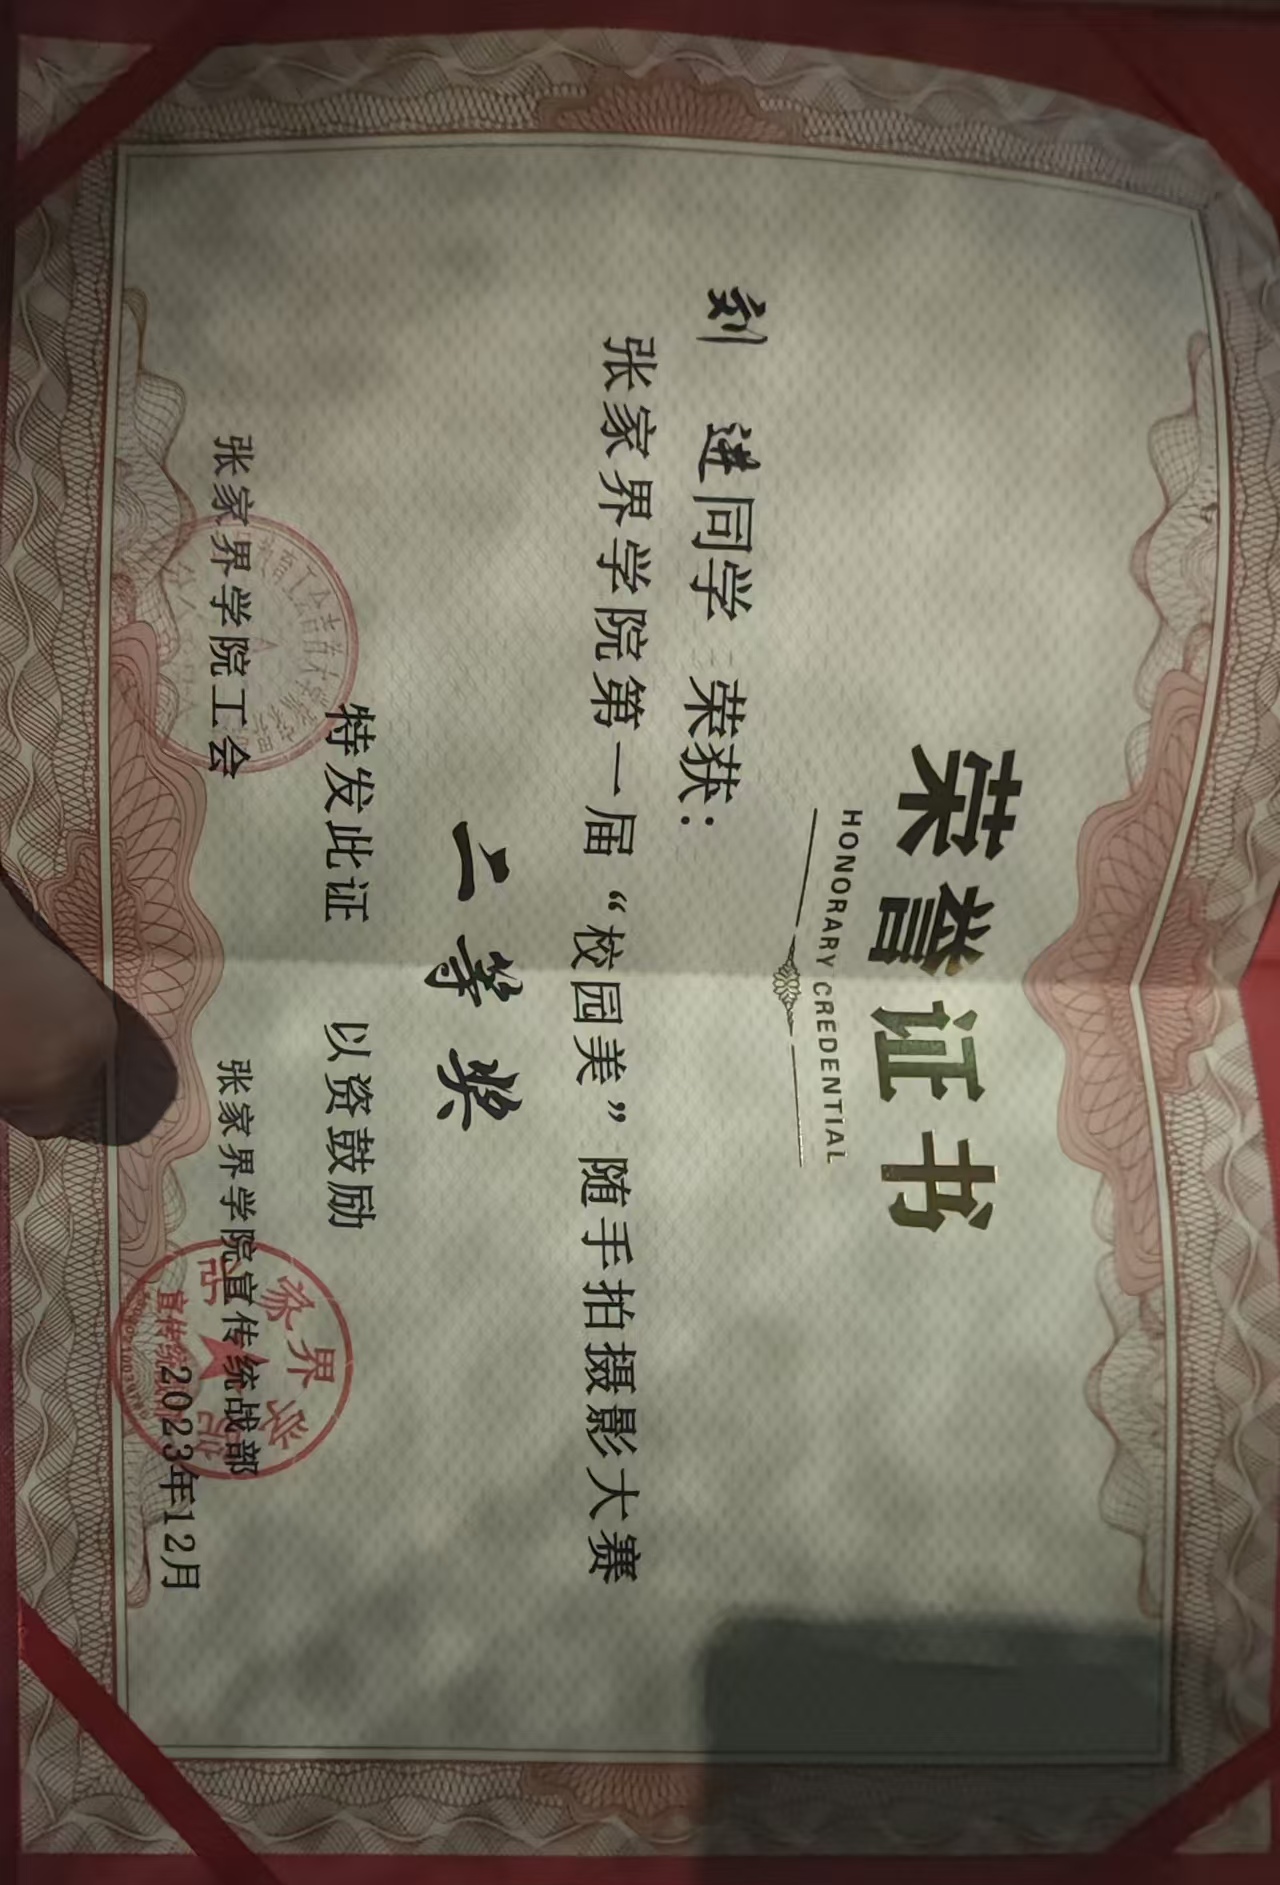 荣誉证书
HONORARY CREDENTIAL
刘 进同学 荣获：
张家界学院第一届“校园美”随手拍摄影大赛
二等奖
特发此证 以资鼓励
育工会吉首大学张家界
张家界学院
张家界学院工会 张家界学院宣传统战部
宣传统战部
2023年12月